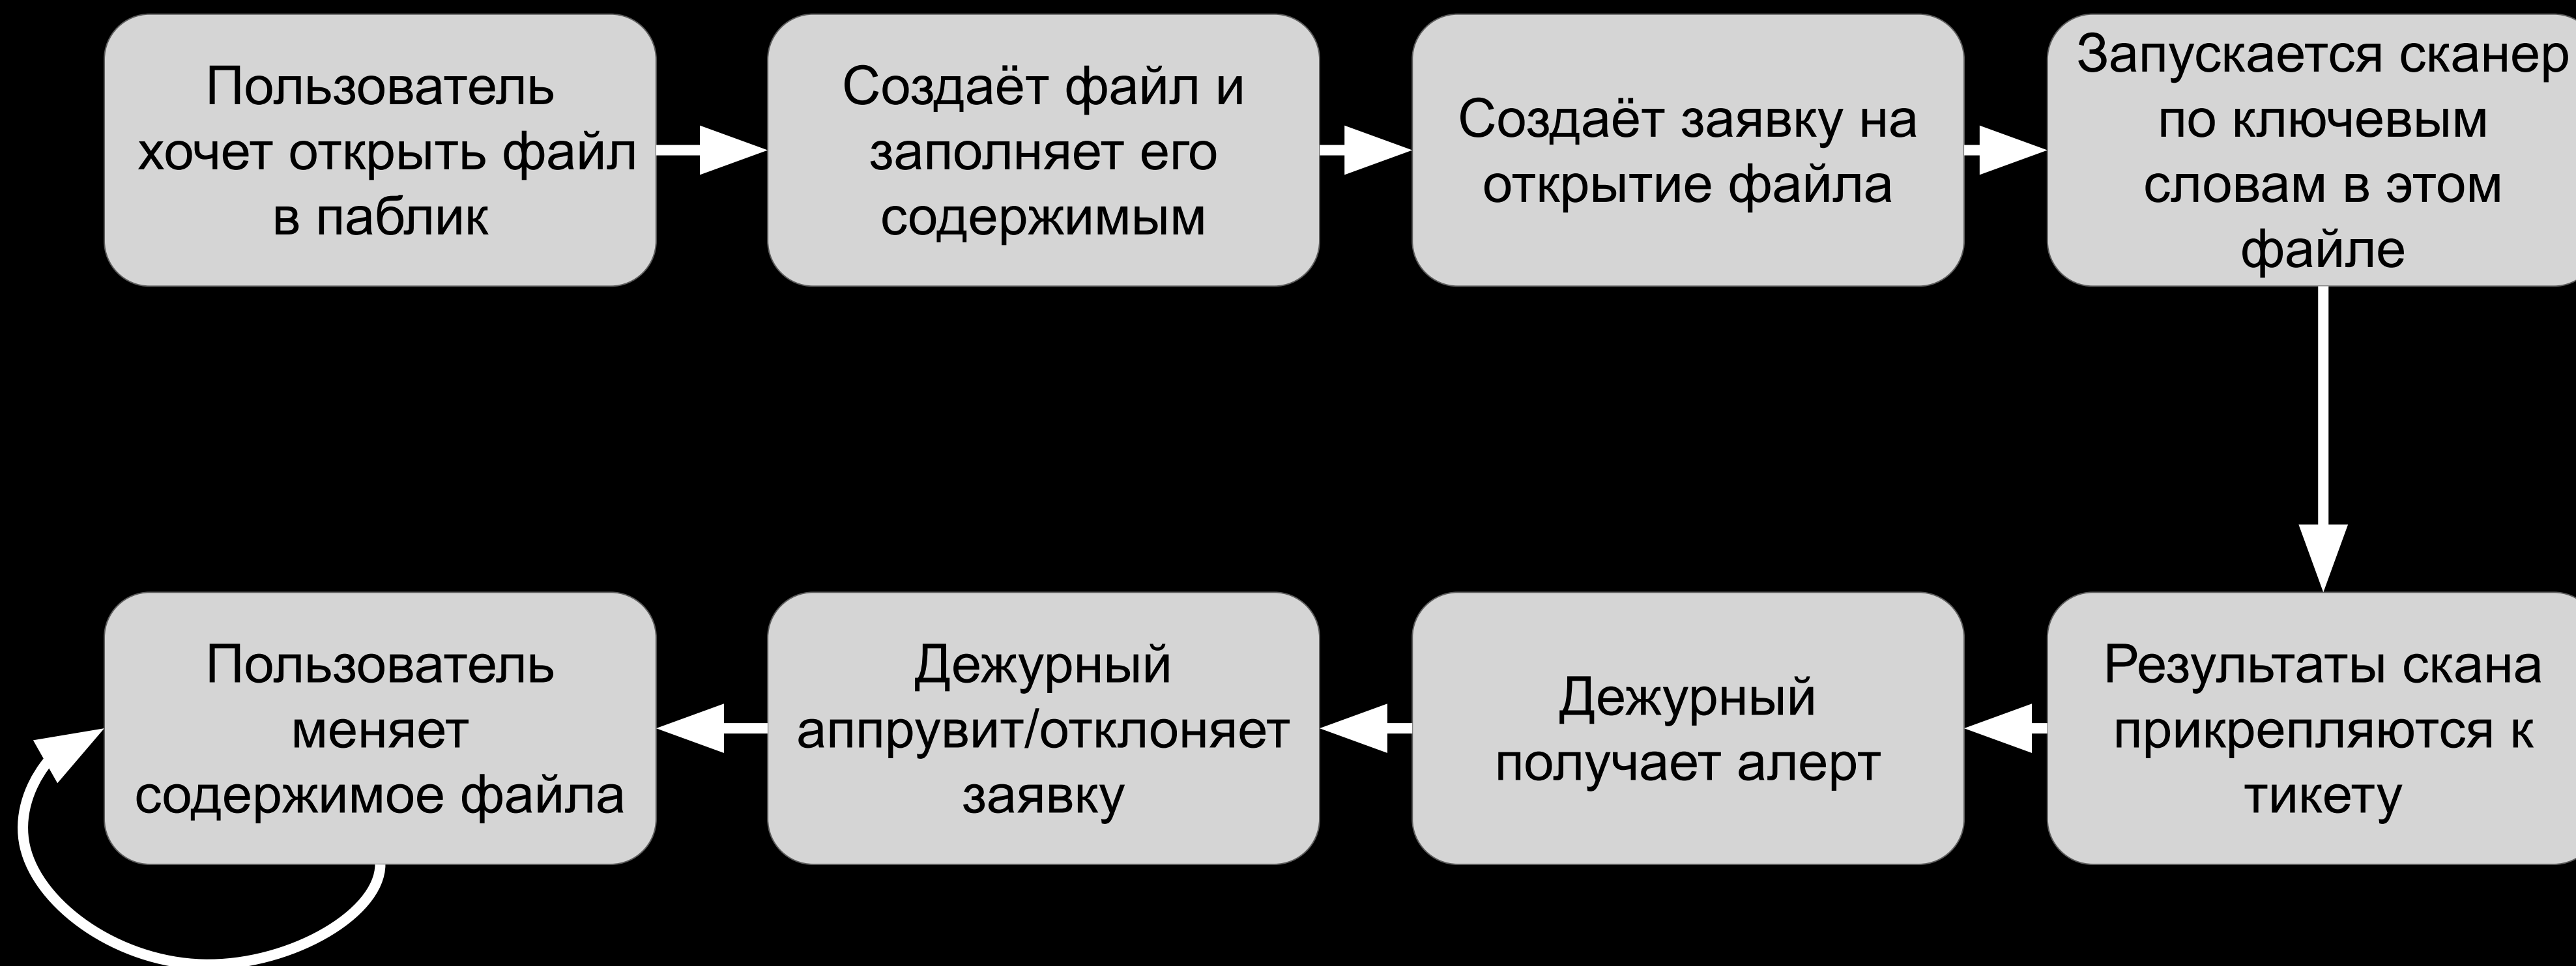 Пользователь
хочет открыть файл
в паблик
Создаёт файл и
заполняет его
содержимым
Создаёт заявку на
открытие файла
Запускается сканер
по ключевым
словам в этом
файле
Пользователь
меняет
содержимое файла
Дежурный
аппрувит/отклоняет
заявку
Дежурный
получает алерт
Результаты скана
прикрепляются к
тикету